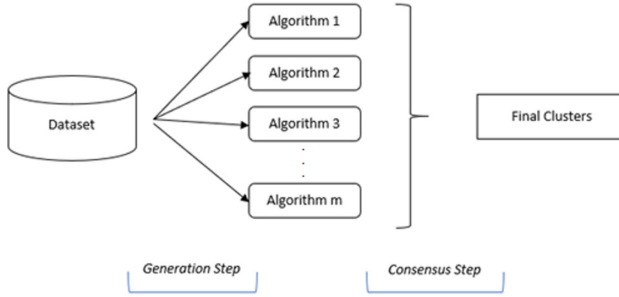 Algorithm 1
Algorithm 2
Dataset
Algorithm 3
Final Clusters
Algorithm m
Generation Step
Consensus Step